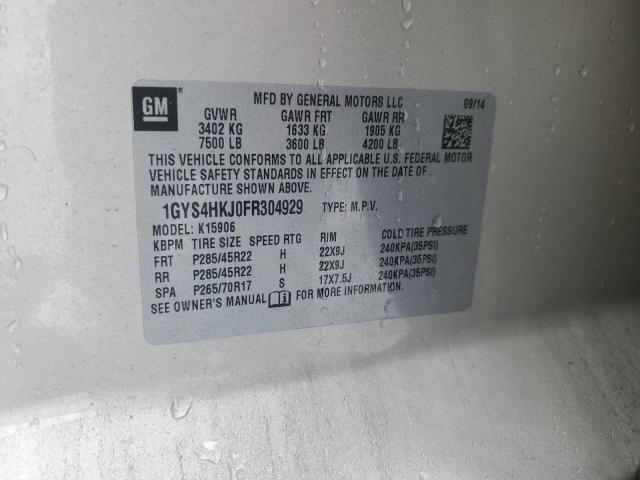 GM
MFD BY GENERAL MOTORS LLC 09/14
GVWR GAWR FRT GAWR RR
3402 KG 1633 KG 1905 KG
7500 LB 3600 LB 4200 LB
THIS VEHICLE CONFORMS TO ALL APPLICABLE U.S. FEDERAL MOTOR
VEHICLE SAFETY STANDARDS IN EFFECT ON THE DATE OF
MANUFACTURE SHOWN ABOVE.
1GYS4HKJ0FR304929 TYPE: M.P.V.
MODEL: K15906
KBPM TIRE SIZE SPEED RTG RIM COLD TIRE PRESSURE
FRT P285/45R22 H 22X9J 240KPA(35PSI)
RR P285/45R22 H 22X9J 240KPA(35PSI)
SPA P265/70R17 S 17X7.5J 240KPA(35PSI)
SEE OWNER'S MANUAL FOR MORE INFORMATION